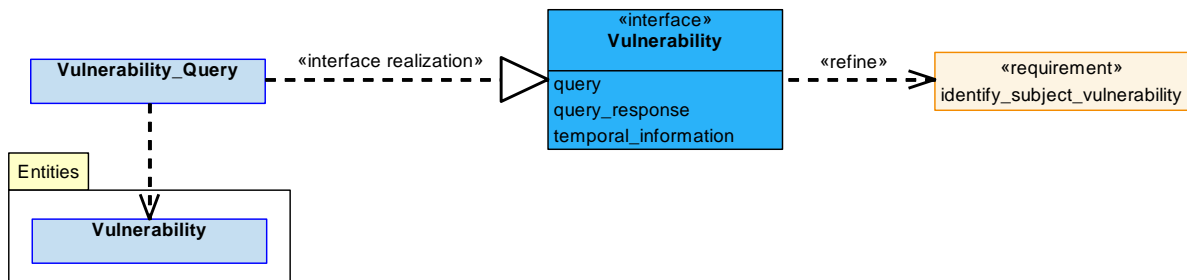 «interface»
Vulnerability
Vulnerability_Query
«interface realization»
«refine»
«requirement»
identify_subject_vulnerability
query
query_response
temporal_information
Entities
Vulnerability